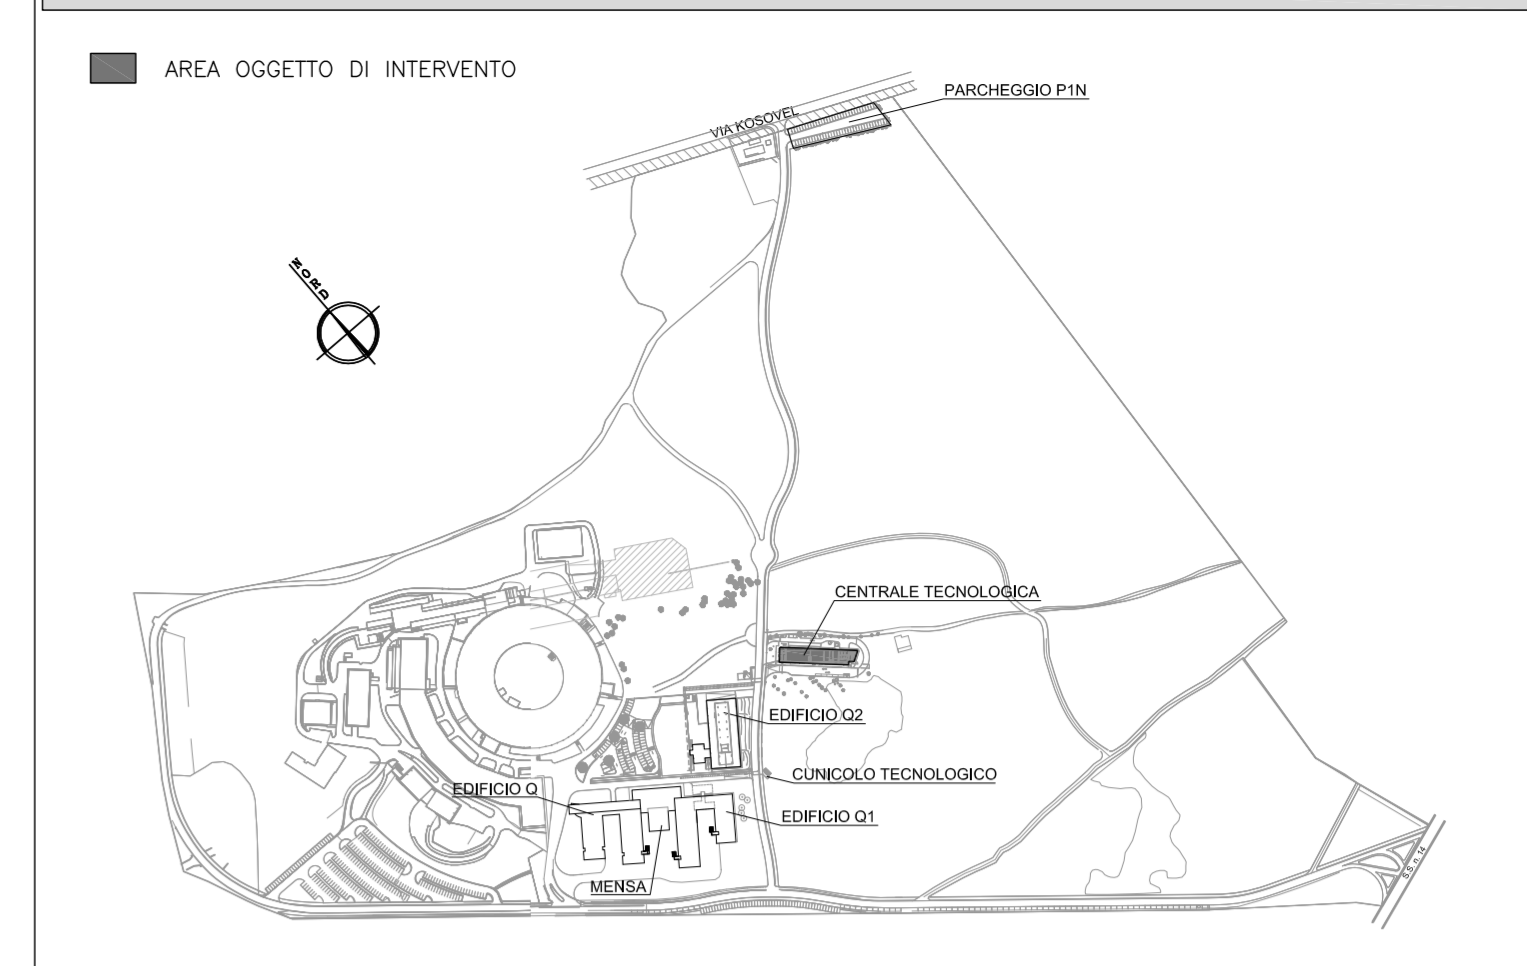 AREA OGGETTO DI INTERVENTO
PARCHEGGIO P1N
VIA KOSOVEL
NORD
CENTRALE TECNOLOGICA
EDIFICIO Q2
CUNICOLO TECNOLOGICO
EDIFICIO Q
EDIFICIO Q1
MENSA
S.S. n. 14